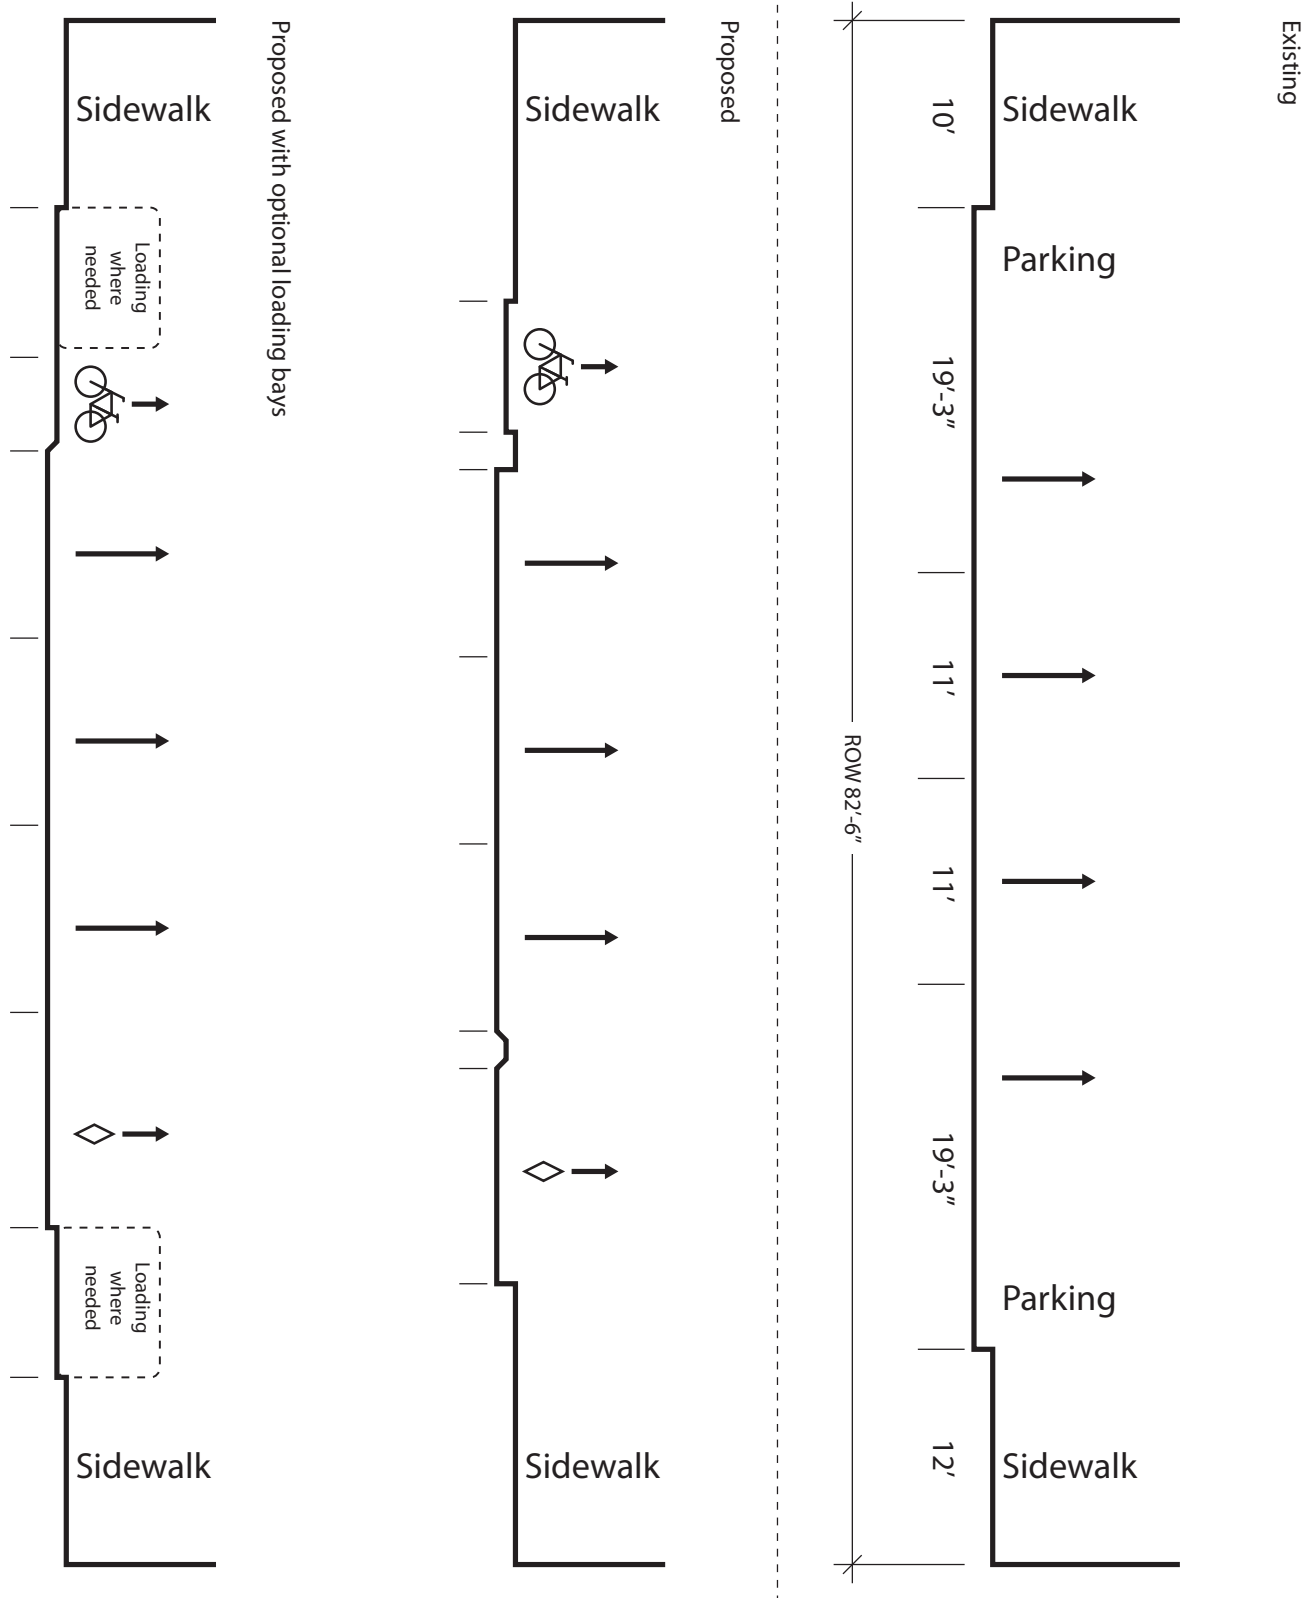 Existing
Sidewalk
Parking
Parking
Sidewalk
10’
19’-3”
11’
11’
19’-3”
12’
ROW 82’-6”
Proposed
Sidewalk
Sidewalk
Proposed with optional loading bays
Sidewalk
Loading
where
needed
Loading
where
needed
Sidewalk